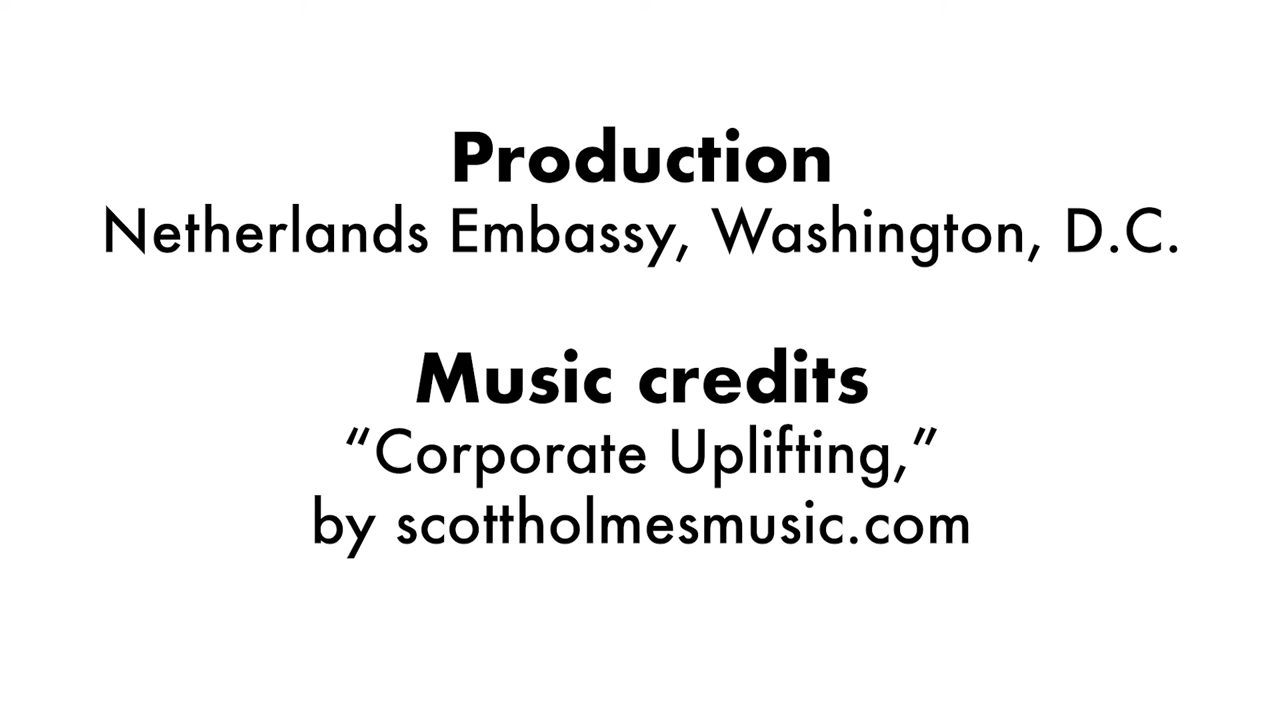 Production
Netherlands Embassy, Washington, D.C.
Music credits
“Corporate Uplifting,”
by scottholmesmusic.com